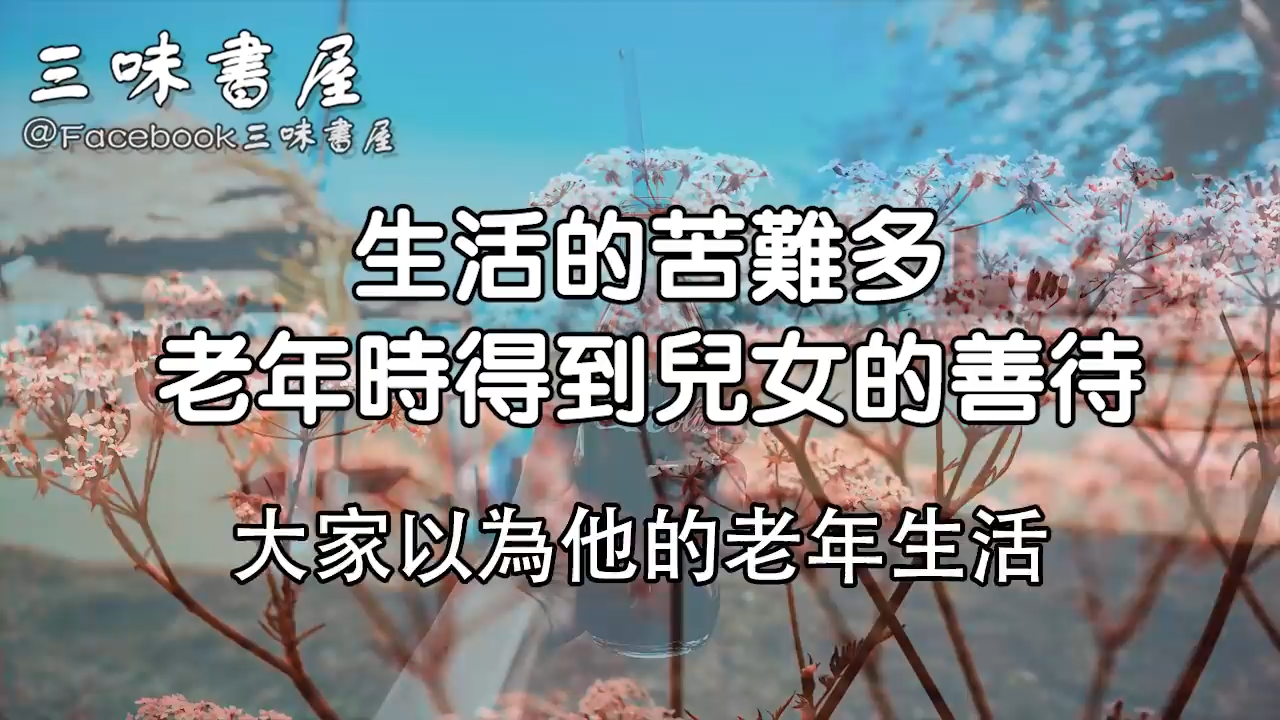 三味書屋
@Facebook三味書屋
生活的苦難多
老年時得到兒女的善待
大家以為他的老年生活